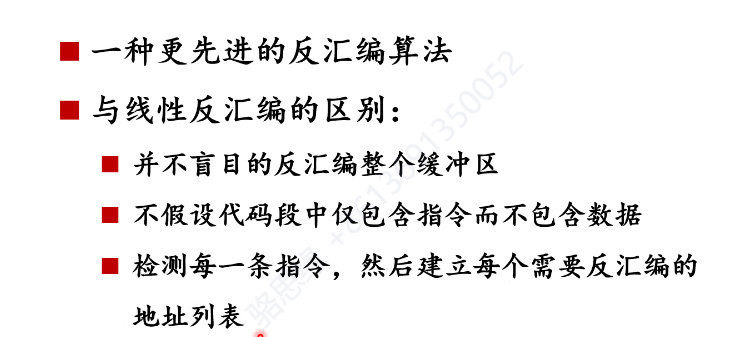 一种更先进的反汇编算法
与线性反汇编的区别：
并不盲目的反汇编整个缓冲区
不假设代码段中仅包含指令而不包含数据
检测每一条指令，然后建立每个需要反汇编的
地址列表